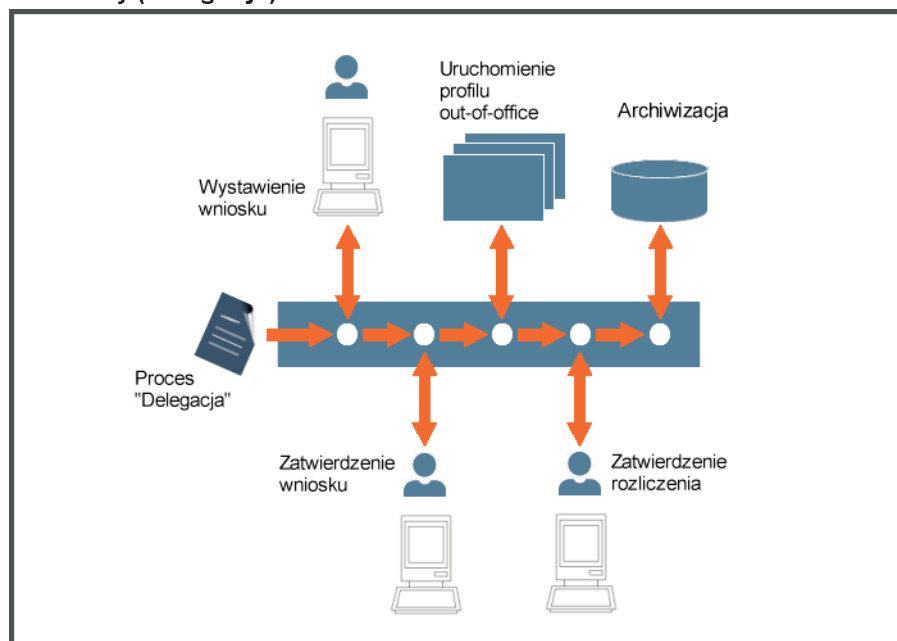 Uruchomienie
profilu
out-of-office
Archiwizacja
Wystawienie
wniosku
Proces
"Delegacja"
Zatwierdzenie
wniosku
Zatwierdzenie
rozliczenia